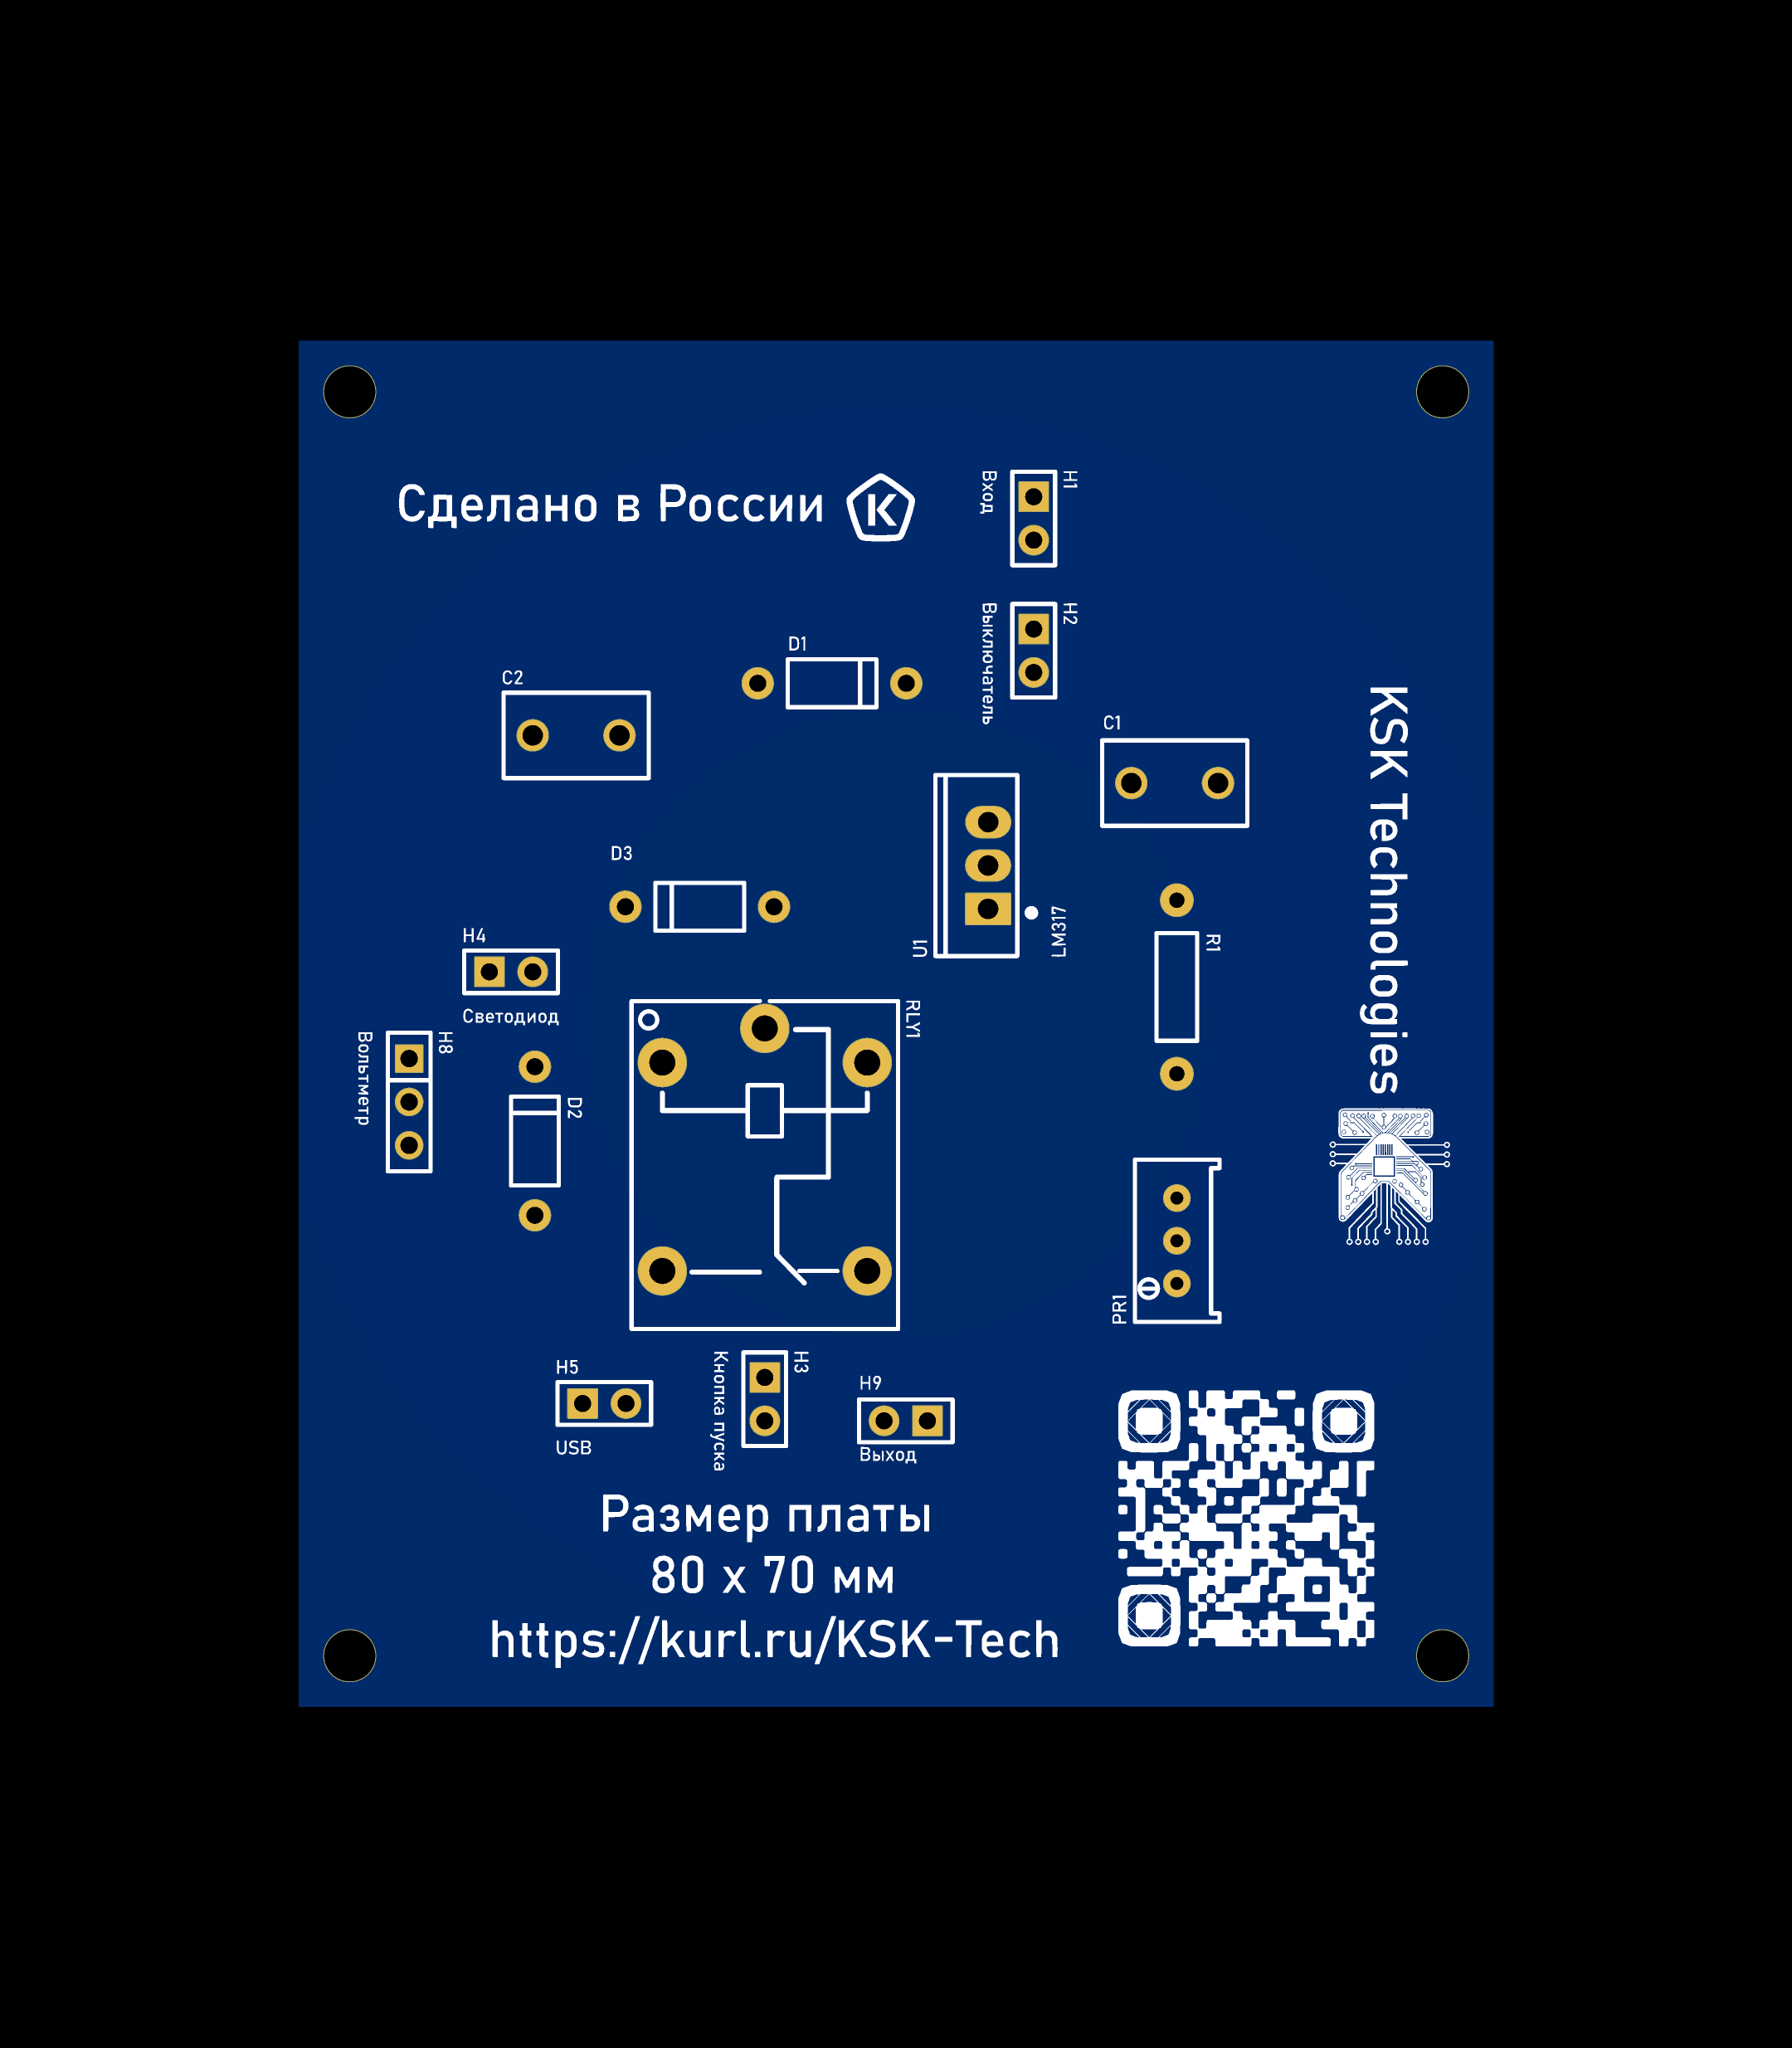 Сделано в России
K
H1
Вход
H2
Выключатель
D1
C2
C1
KSK Technologies
D3
U1
LM317
R1
H4
Светодиод
RLY1
H8
Вольтметр
D2
PR1
H5
USB
H3
Кнопка пуска
H9
Выход
Размер платы
80 x 70 мм
https://kurl.ru/KSK-Tech